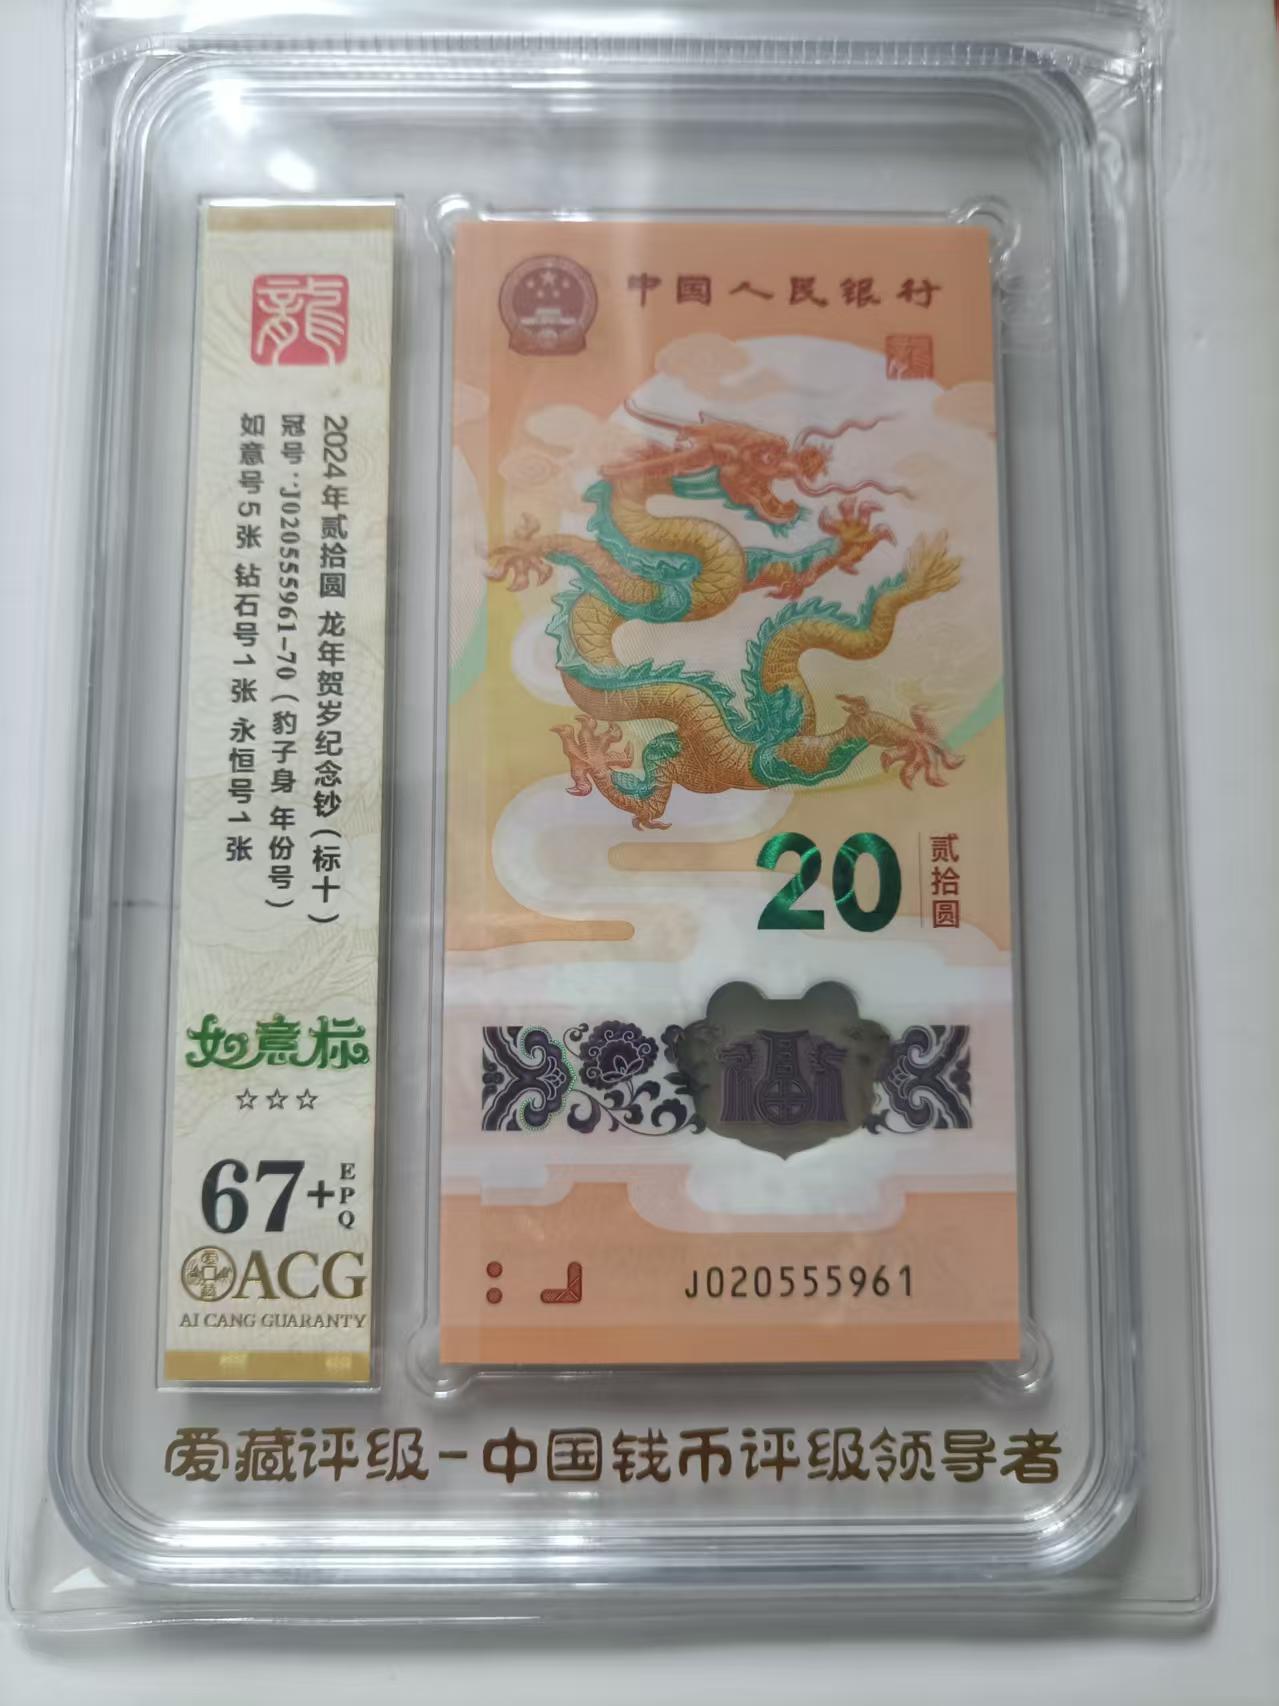 龍
2024年贰拾圆 龙年贺岁纪念钞(标十)
冠号:J020555961-70(豹子身 年份号)
如意号5张 钻石号1张 永恒号1张
如意标
☆☆☆
67+EPQ
ACG
AI CANG GUARANTY
中国人民银行
龍
20
贰拾圆
J020555961
爱藏评级-中国钱币评级领导者